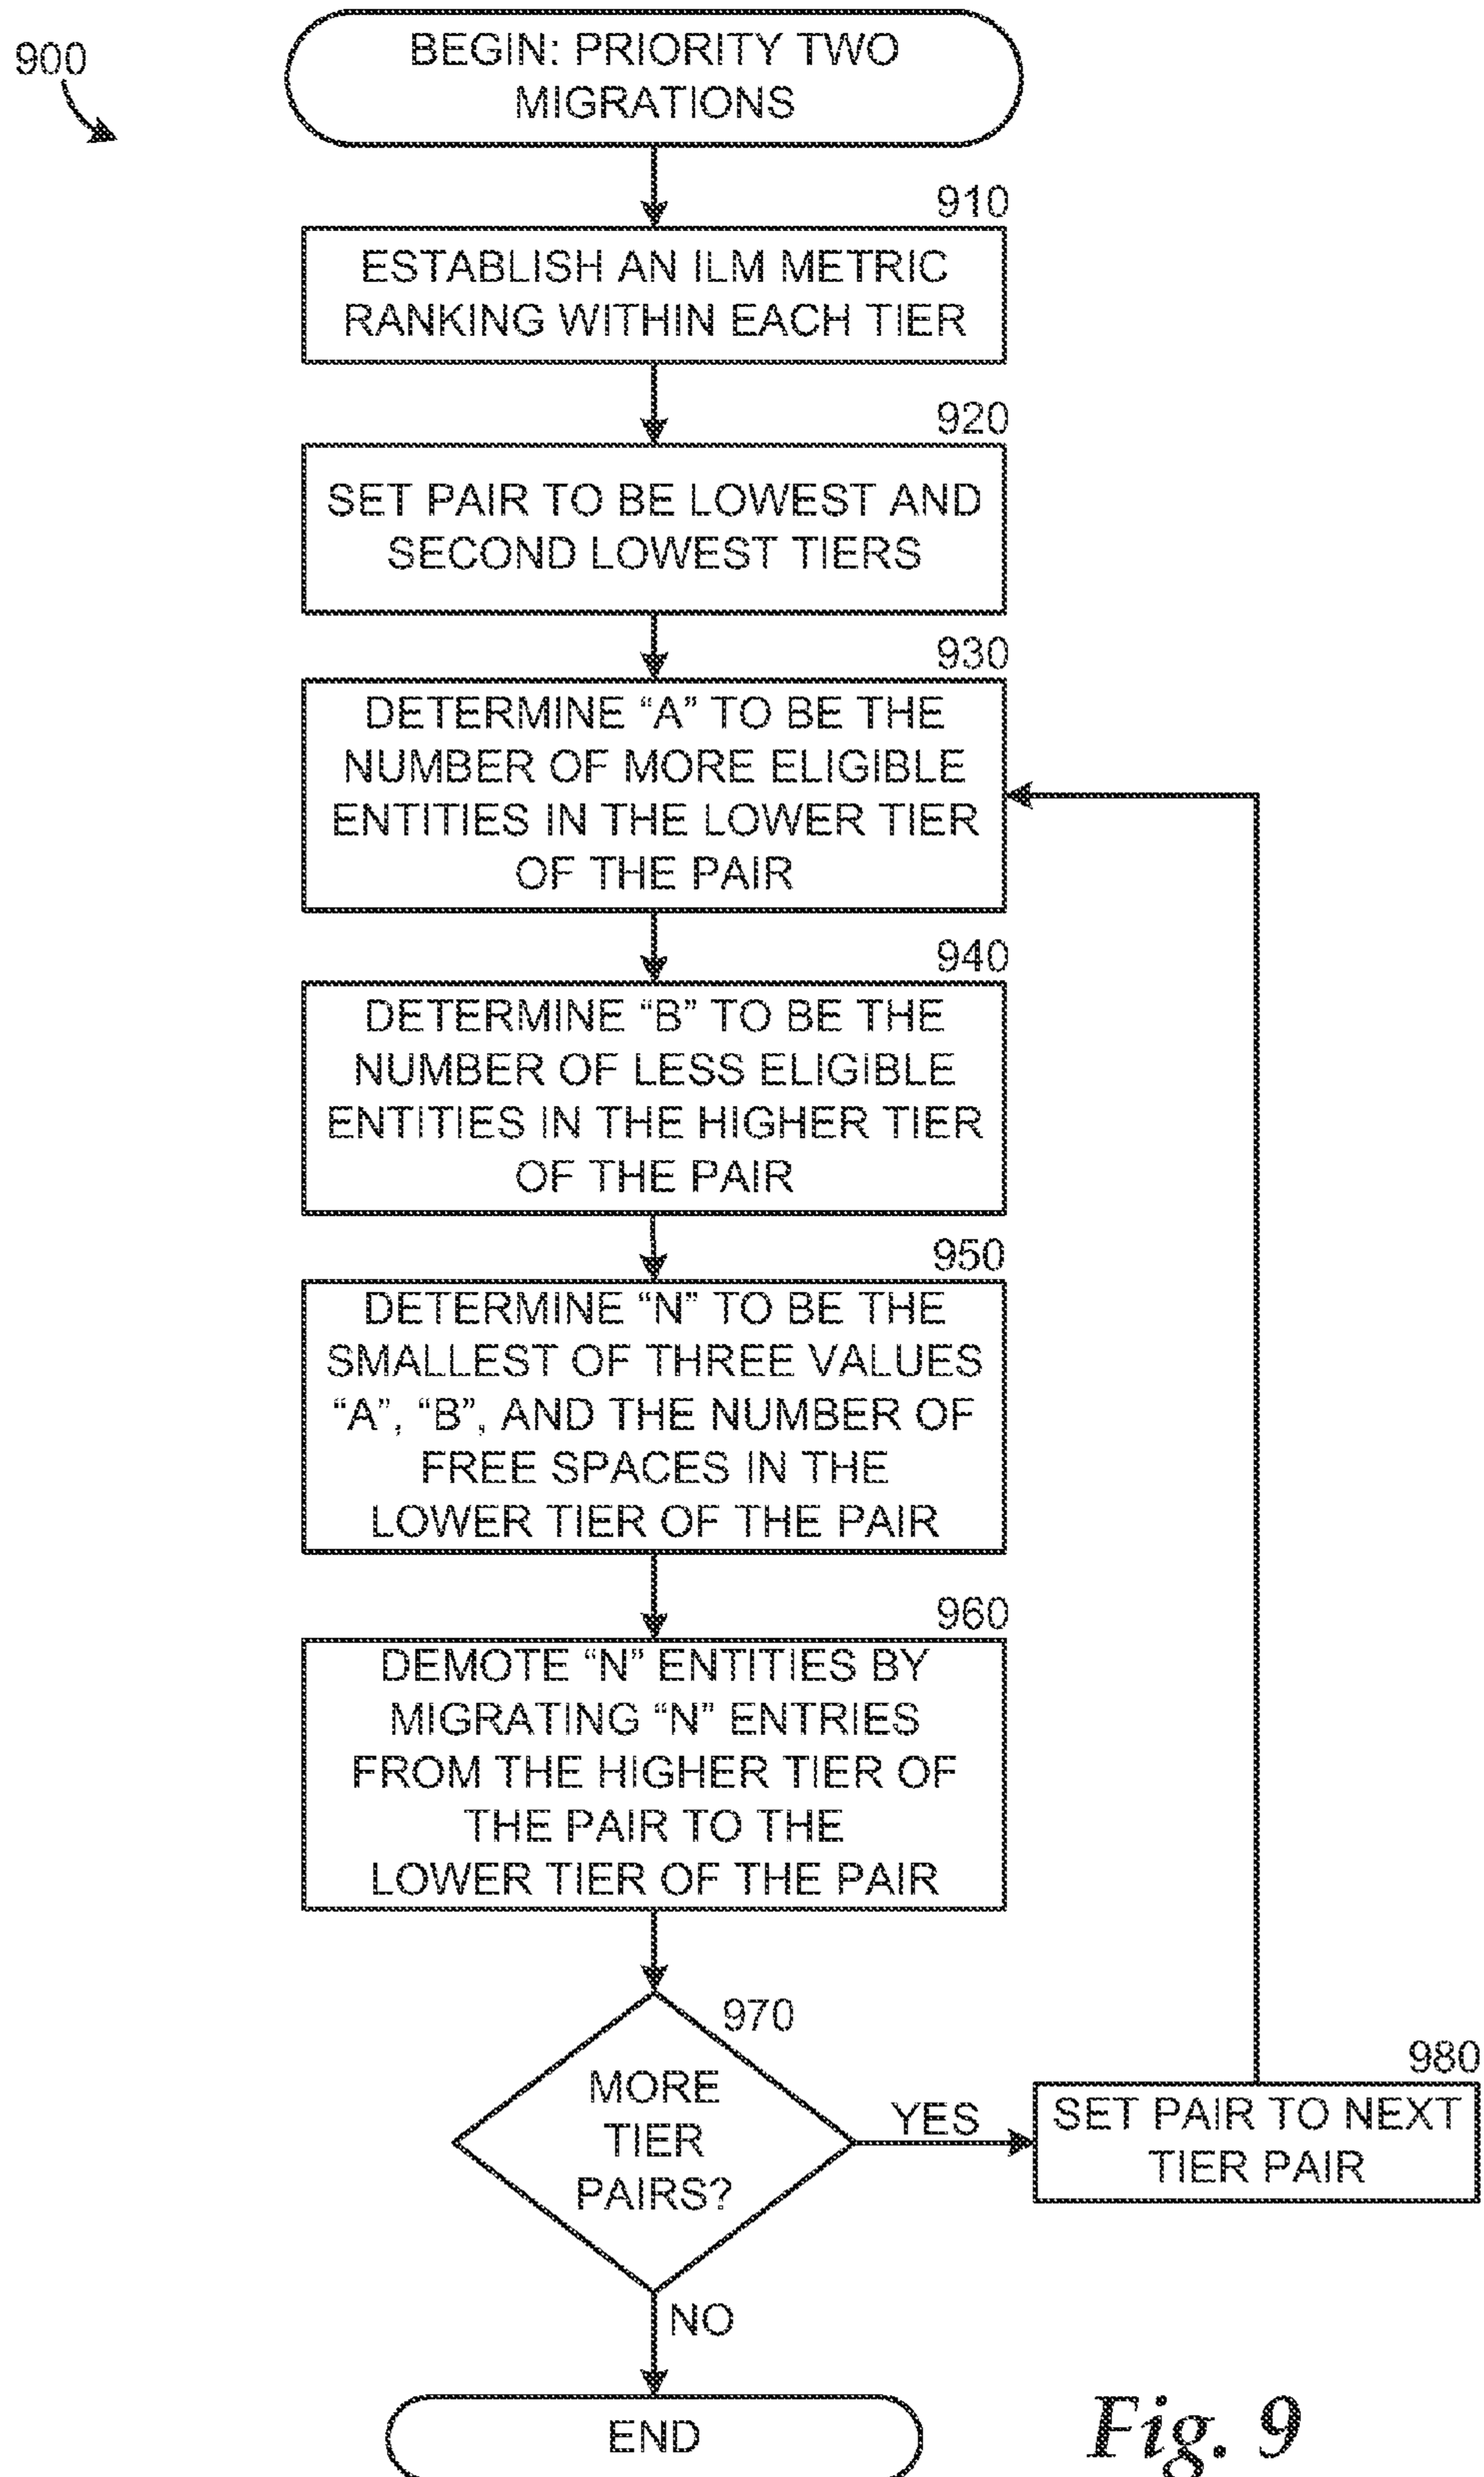 900
BEGIN: PRIORITY TWO
MIGRATIONS
910
ESTABLISH AN ILM METRIC
RANKING WITHIN EACH TIER
920
SET PAIR TO BE LOWEST AND
SECOND LOWEST TIERS
930
DETERMINE “A” TO BE THE
NUMBER OF MORE ELIGIBLE
ENTITIES IN THE LOWER TIER
OF THE PAIR
940
DETERMINE “B” TO BE THE
NUMBER OF LESS ELIGIBLE
ENTITIES IN THE HIGHER TIER
OF THE PAIR
950
DETERMINE “N” TO BE THE
SMALLEST OF THREE VALUES
“A”, “B”, AND THE NUMBER OF
FREE SPACES IN THE
LOWER TIER OF THE PAIR
960
DEMOTE “N” ENTITIES BY
MIGRATING “N” ENTRIES
FROM THE HIGHER TIER OF
THE PAIR TO THE
LOWER TIER OF THE PAIR
970
MORE
TIER
PAIRS?
YES
980
SET PAIR TO NEXT
TIER PAIR
NO
END
Fig. 9